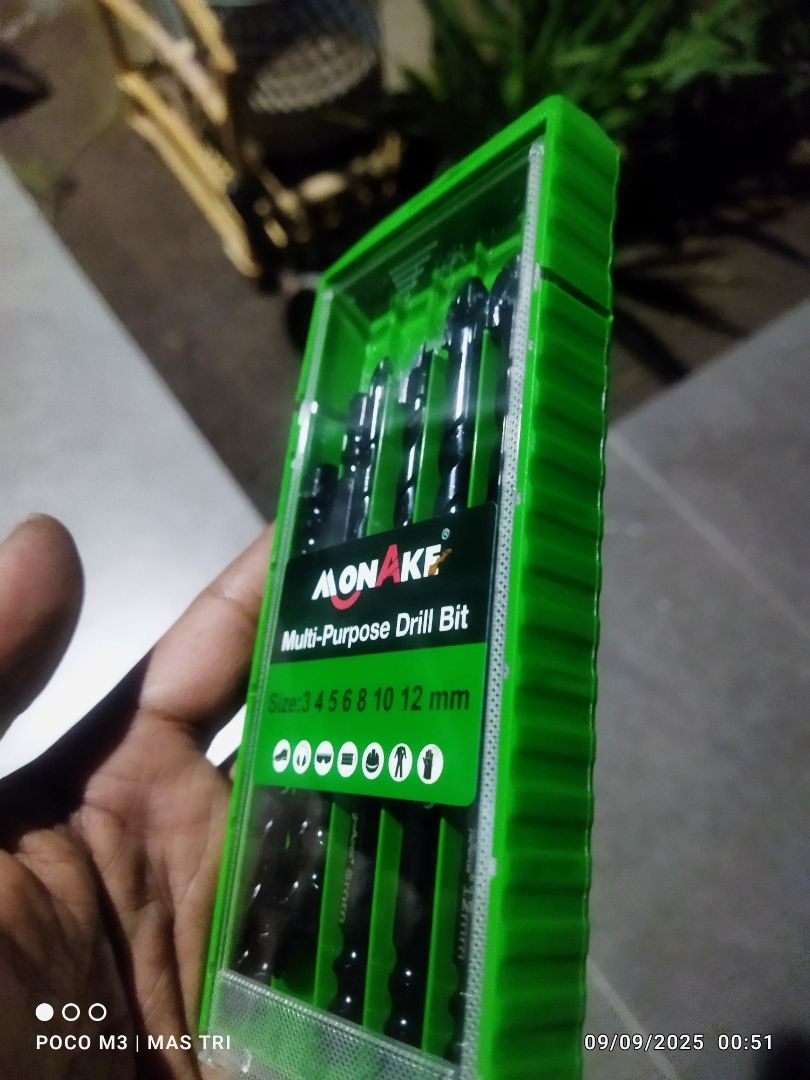 MONAKE®
Multi-Purpose Drill Bit
Size:3 4 5 6 8 10 12 mm
12mm
POCO M3 | MAS TRI
09/09/2025 00:51